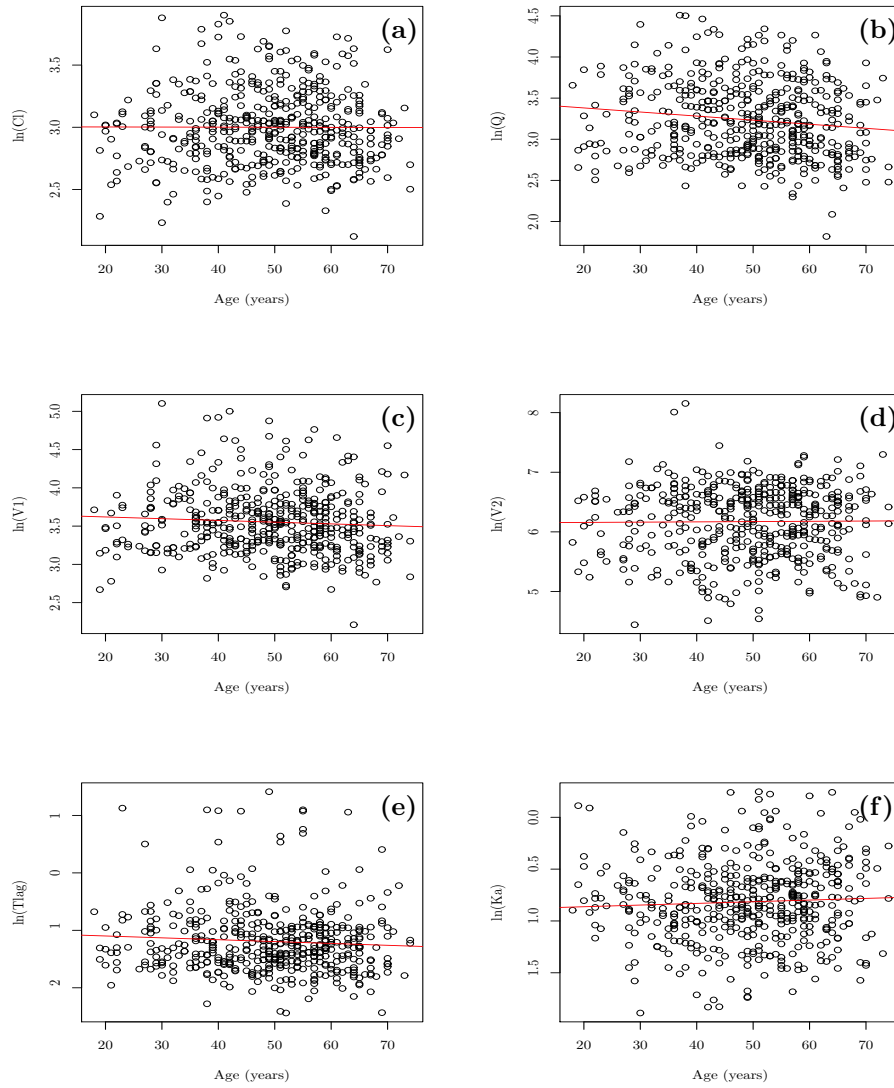 (a)
ln(Cl)
3.5
3.0
2.5
20 30 40 50 60 70
Age (years)
(b)
ln(Q)
4.5
4.0
3.5
3.0
2.5
2.0
20 30 40 50 60 70
Age (years)
(c)
ln(V1)
5.0
4.5
4.0
3.5
3.0
2.5
20 30 40 50 60 70
Age (years)
(d)
ln(V2)
8
7
6
5
20 30 40 50 60 70
Age (years)
(e)
ln(Tlag)
1
0
1
2
20 30 40 50 60 70
Age (years)
(f)
ln(Ka)
0.0
0.5
1.0
1.5
20 30 40 50 60 70
Age (years)